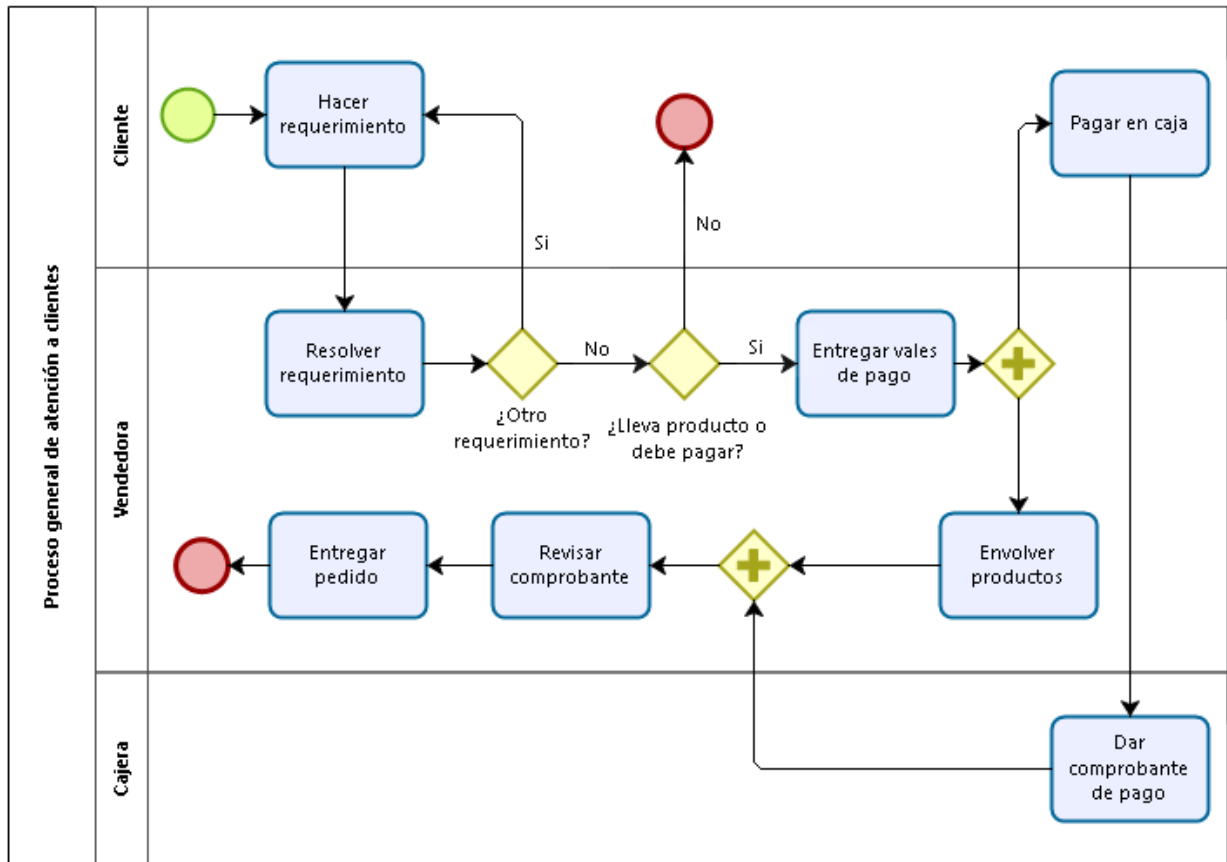 Proceso general de atención a clientes
Cliente
Hacer
requerimiento
Pagar en caja
Si
No
Vendedora
Resolver
requerimiento
No
Si
Entregar vales
de pago
¿Otro
requerimiento?
¿Lleva producto o
debe pagar?
Entregar
pedido
Revisar
comprobante
Envolver
productos
Cajera
Dar
comprobante
de pago